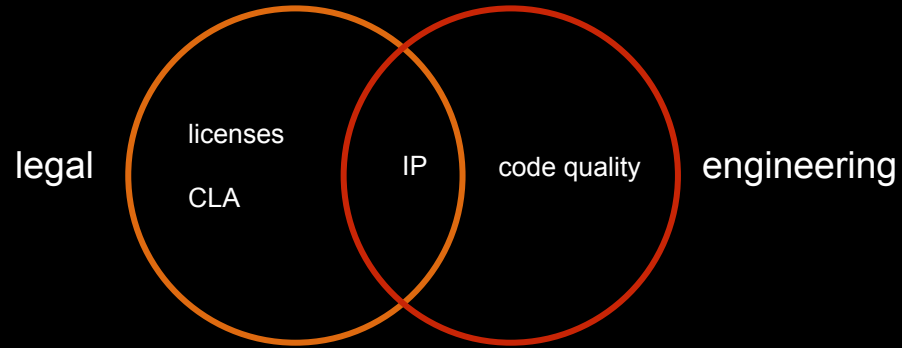 legal
licenses
CLA
IP
code quality
engineering